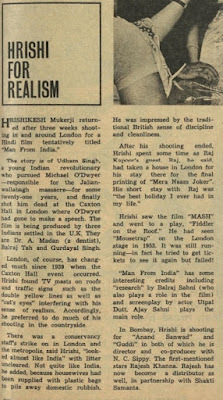 HRISHI
FOR
REALISM
HRISHIKESH Mukerji return-
ed after three weeks shoot-
ing in and around London for a
Hindi film tentatively titled
"Man From India."
The story is of Udham Singh,
a young Indian revolutionary
who pursued Michael O'Dwyer
—responsible for the Jalian-
wallabagh massacre—for some
twenty-one years, and finally
shot him dead at the Caxton
Hall in London where O'Dwyer
had gone to make a speech. The
film is being produced by three
Indians settled in the U.K. They
are Dr. A. Madan (a dentist),
Balraj Tah and Gurdyal Singh.
London, of course, has chang-
ed much since 1939 when the
Caxton Hall event occurred.
Hrishi found TV masts on roofs
and traffic signs such as the
double yellow lines as well as
"cat's eyes" interfering with his
sense of realism. Accordingly,
he preferred to do much of his
shooting in the countryside.
There was a conservancy
staff's strike on in London and
the metropolis, said Hrishi, "look-
ed almost like India" with litter
uncleared. Not quite like India,
he added, because housewives had
been supplied with plastic bags
to pile away domestic rubbish.
He was impressed by the tradi-
tional British sense of discipline
and cleanliness.
After his shooting ended,
Hrishi spent some time as Raj
Kapoor's guest. Raj, he said,
had taken a house in London for
his stay there for the final
printing of "Mera Naam Joker".
His short stay with Raj was
"the best holiday I ever had in
my life."
Hrishi saw the film "MASH"
and went to a play, "Fiddler
on the Roof." He had seen
"Mousetrap" on the London
stage in 1953. It was still run-
ning—in fact he tried to get tic-
kets to see it again but failed!
"Man From India" has some
interesting credits including
"research" by Balraj Sahni (who
also plays a role in the film)
and screenplay by actor Utpal
Dutt. Ajay Sahni plays the
main role.
In Bombay, Hrishi is shooting
for "Anand Sanwad" and
"Guddi" in both of which he is
director and co-producer with
N. C. Sippy. The first-mentioned
stars Rajesh Khanna. Rajesh has
now become a distributor as
well, in partnership with Shakti
Samanta.